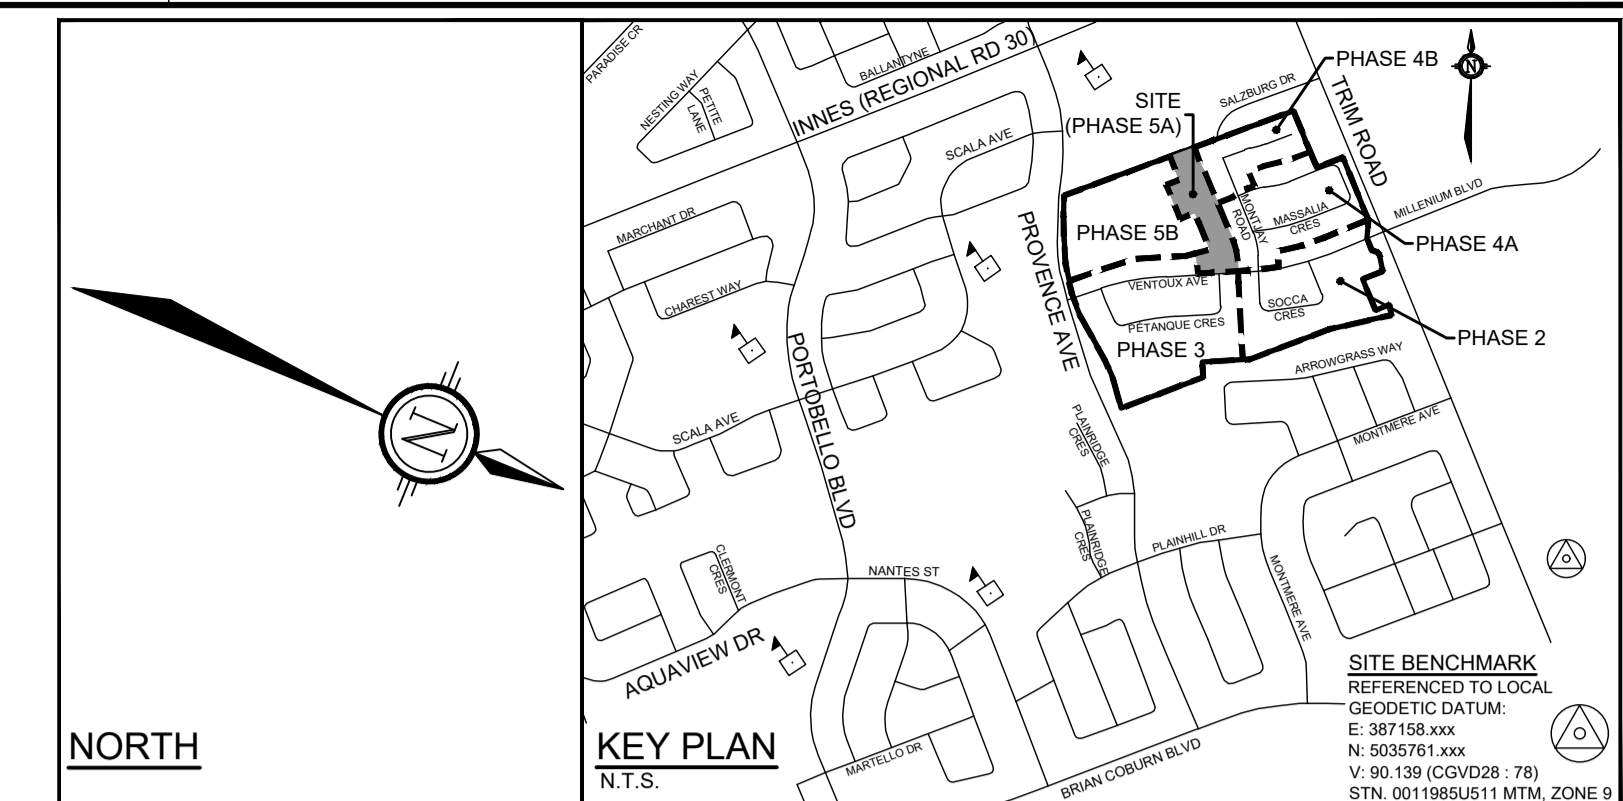 N
NORTH
KEY PLAN
N.T.S.
PARADISE CR
NESTING WAY
PETITE
LANE
BALLANTYNE
INNES (REGIONAL RD 30)
SCALA AVE
MARCHANT DR
CHAREST WAY
PORTOBELLO BLVD
SCALA AVE
CLERMONT
CRES
NANTES ST
AQUAVIEW DR
MARTELLO DR
BRIAN COBURN BLVD
PROVENCE AVE
SITE
(PHASE 5A)
SALZBURG DR
PHASE 4B
TRIM ROAD
N
MILLENIUM BLVD
MONTJAY
ROAD
MASSALIA
CRES
PHASE 4A
PHASE 5B
VENTOUX AVE
PÉTANQUE CRES
SOCCA
CRES
PHASE 2
PHASE 3
ARROWGRASS WAY
MONTMERE AVE
PLAINRIDGE
CRES
PLAINRIDGE
CRES
PLAINHILL DR
MONTMERE AVE
SITE BENCHMARK
REFERENCED TO LOCAL
GEODETIC DATUM:
E: 387158.xxx
N: 5035761.xxx
V: 90.139 (CGVD28 : 78)
STN. 0011985U511 MTM, ZONE 9